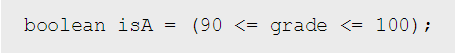 boolean isA = (90 <= grade <= 100);